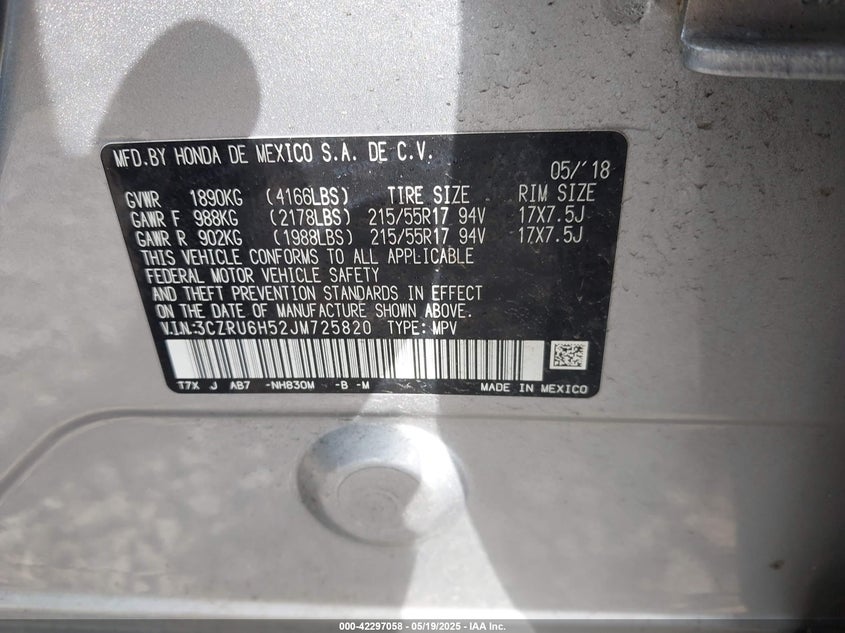 MFD.BY HONDA DE MEXICO S.A. DE C.V.
05/'18
GVWR 1890KG (4166LBS) TIRE SIZE RIM SIZE
GAWR F 988KG (2178LBS) 215/55R17 94V 17X7.5J
GAWR R 902KG (1988LBS) 215/55R17 94V 17X7.5J
THIS VEHICLE CONFORMS TO ALL APPLICABLE
FEDERAL MOTOR VEHICLE SAFETY
AND THEFT PREVENTION STANDARDS IN EFFECT
ON THE DATE OF MANUFACTURE SHOWN ABOVE.
V.I.N:3CZRU6H52JM725820 TYPE: MPV
T7X J AB7 -NH830M -B -M MADE IN MEXICO
000-42297058 - 05/19/2025 - IAA Inc.